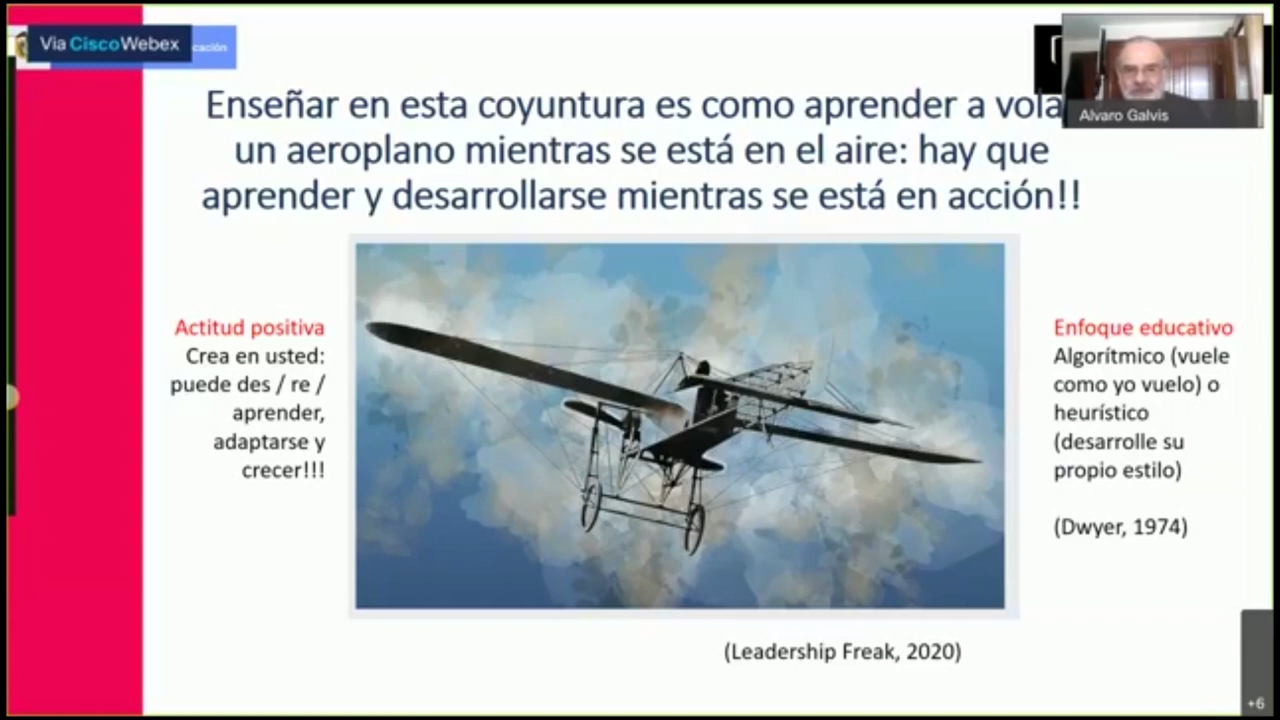 Via Cisco Webex
cación
Alvaro Galvis
Enseñar en esta coyuntura es como aprender a vola
un aeroplano mientras se está en el aire: hay que
aprender y desarrollarse mientras se está en acción!!
Actitud positiva
Crea en usted:
puede des / re /
aprender,
adaptarse y
crecer!!!
Enfoque educativo
Algorítmico (vuele
como yo vuelo) o
heurístico
(desarrolle su
propio estilo)
(Dwyer, 1974)
(Leadership Freak, 2020)
+6